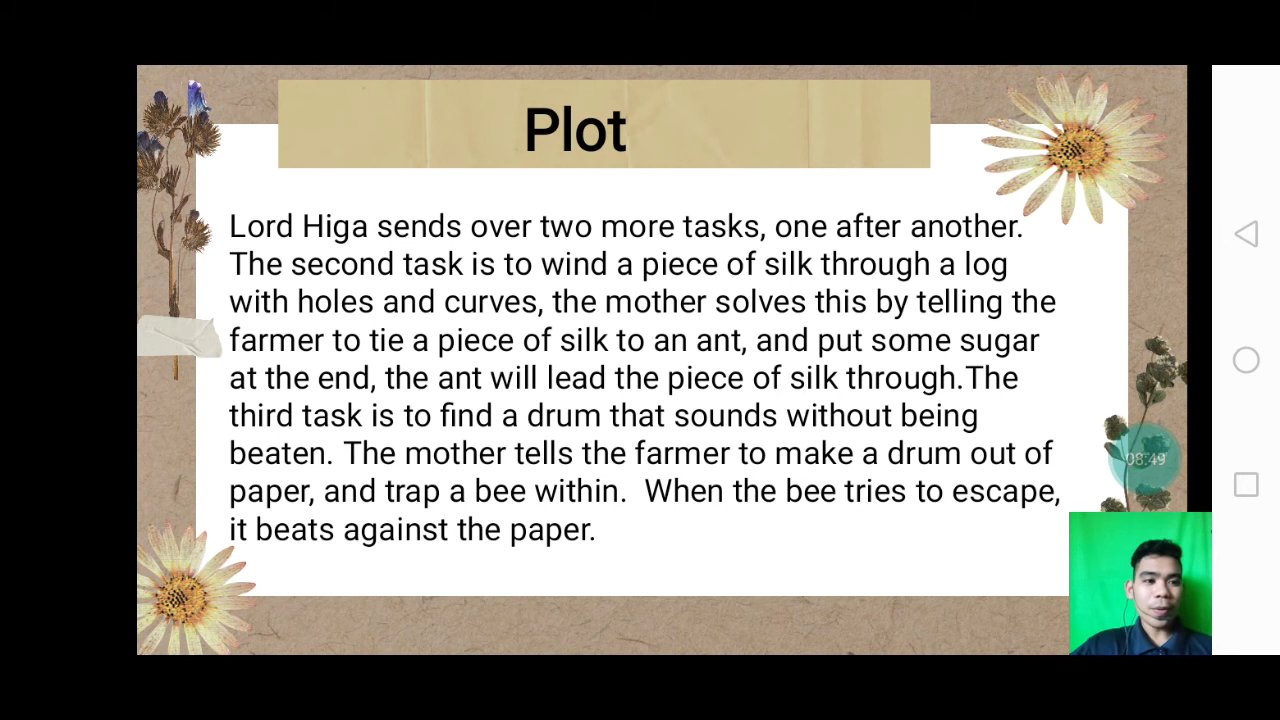 Plot
Lord Higa sends over two more tasks, one after another.
The second task is to wind a piece of silk through a log
with holes and curves, the mother solves this by telling the
farmer to tie a piece of silk to an ant, and put some sugar
at the end, the ant will lead the piece of silk through.The
third task is to find a drum that sounds without being
beaten. The mother tells the farmer to make a drum out of
paper, and trap a bee within.  When the bee tries to escape,
it beats against the paper.
08:49